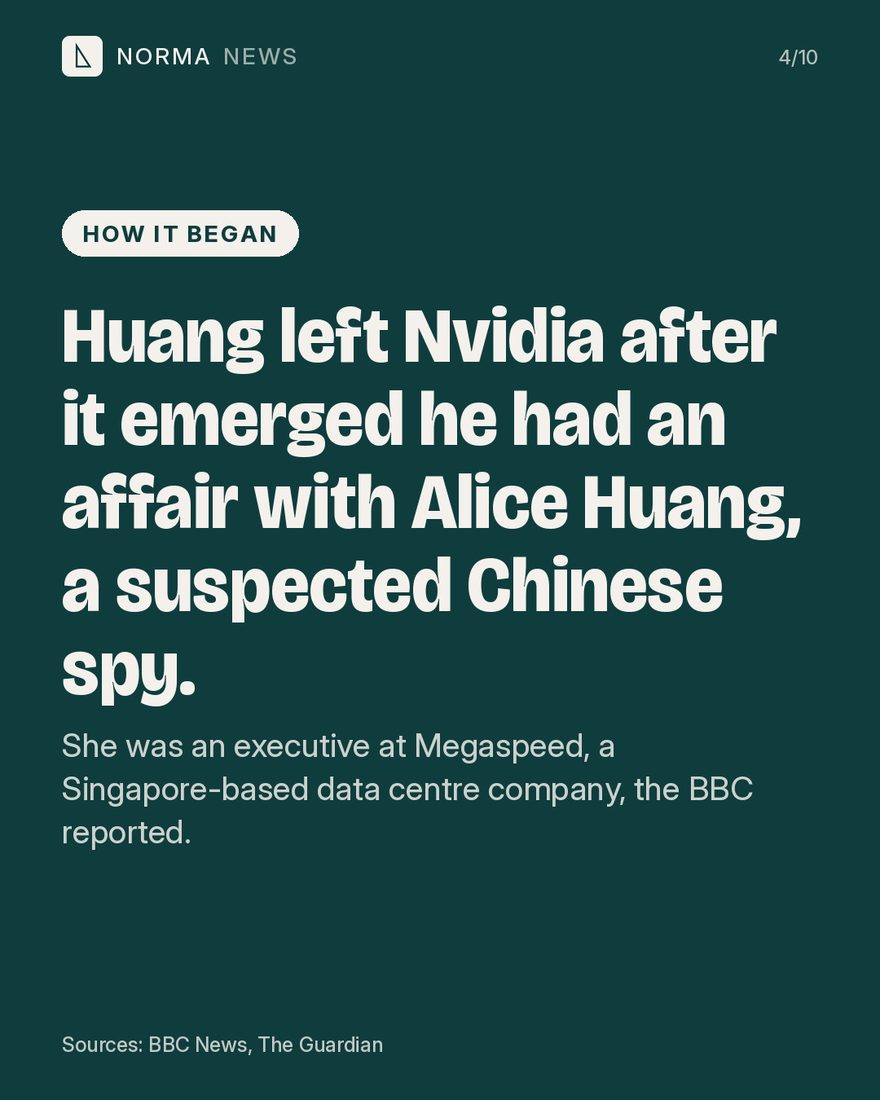 NORMA NEWS
4/10
HOW IT BEGAN
Huang left Nvidia after
it emerged he had an
affair with Alice Huang,
a suspected Chinese
spy.
She was an executive at Megaspeed, a
Singapore-based data centre company, the BBC
reported.
Sources: BBC News, The Guardian